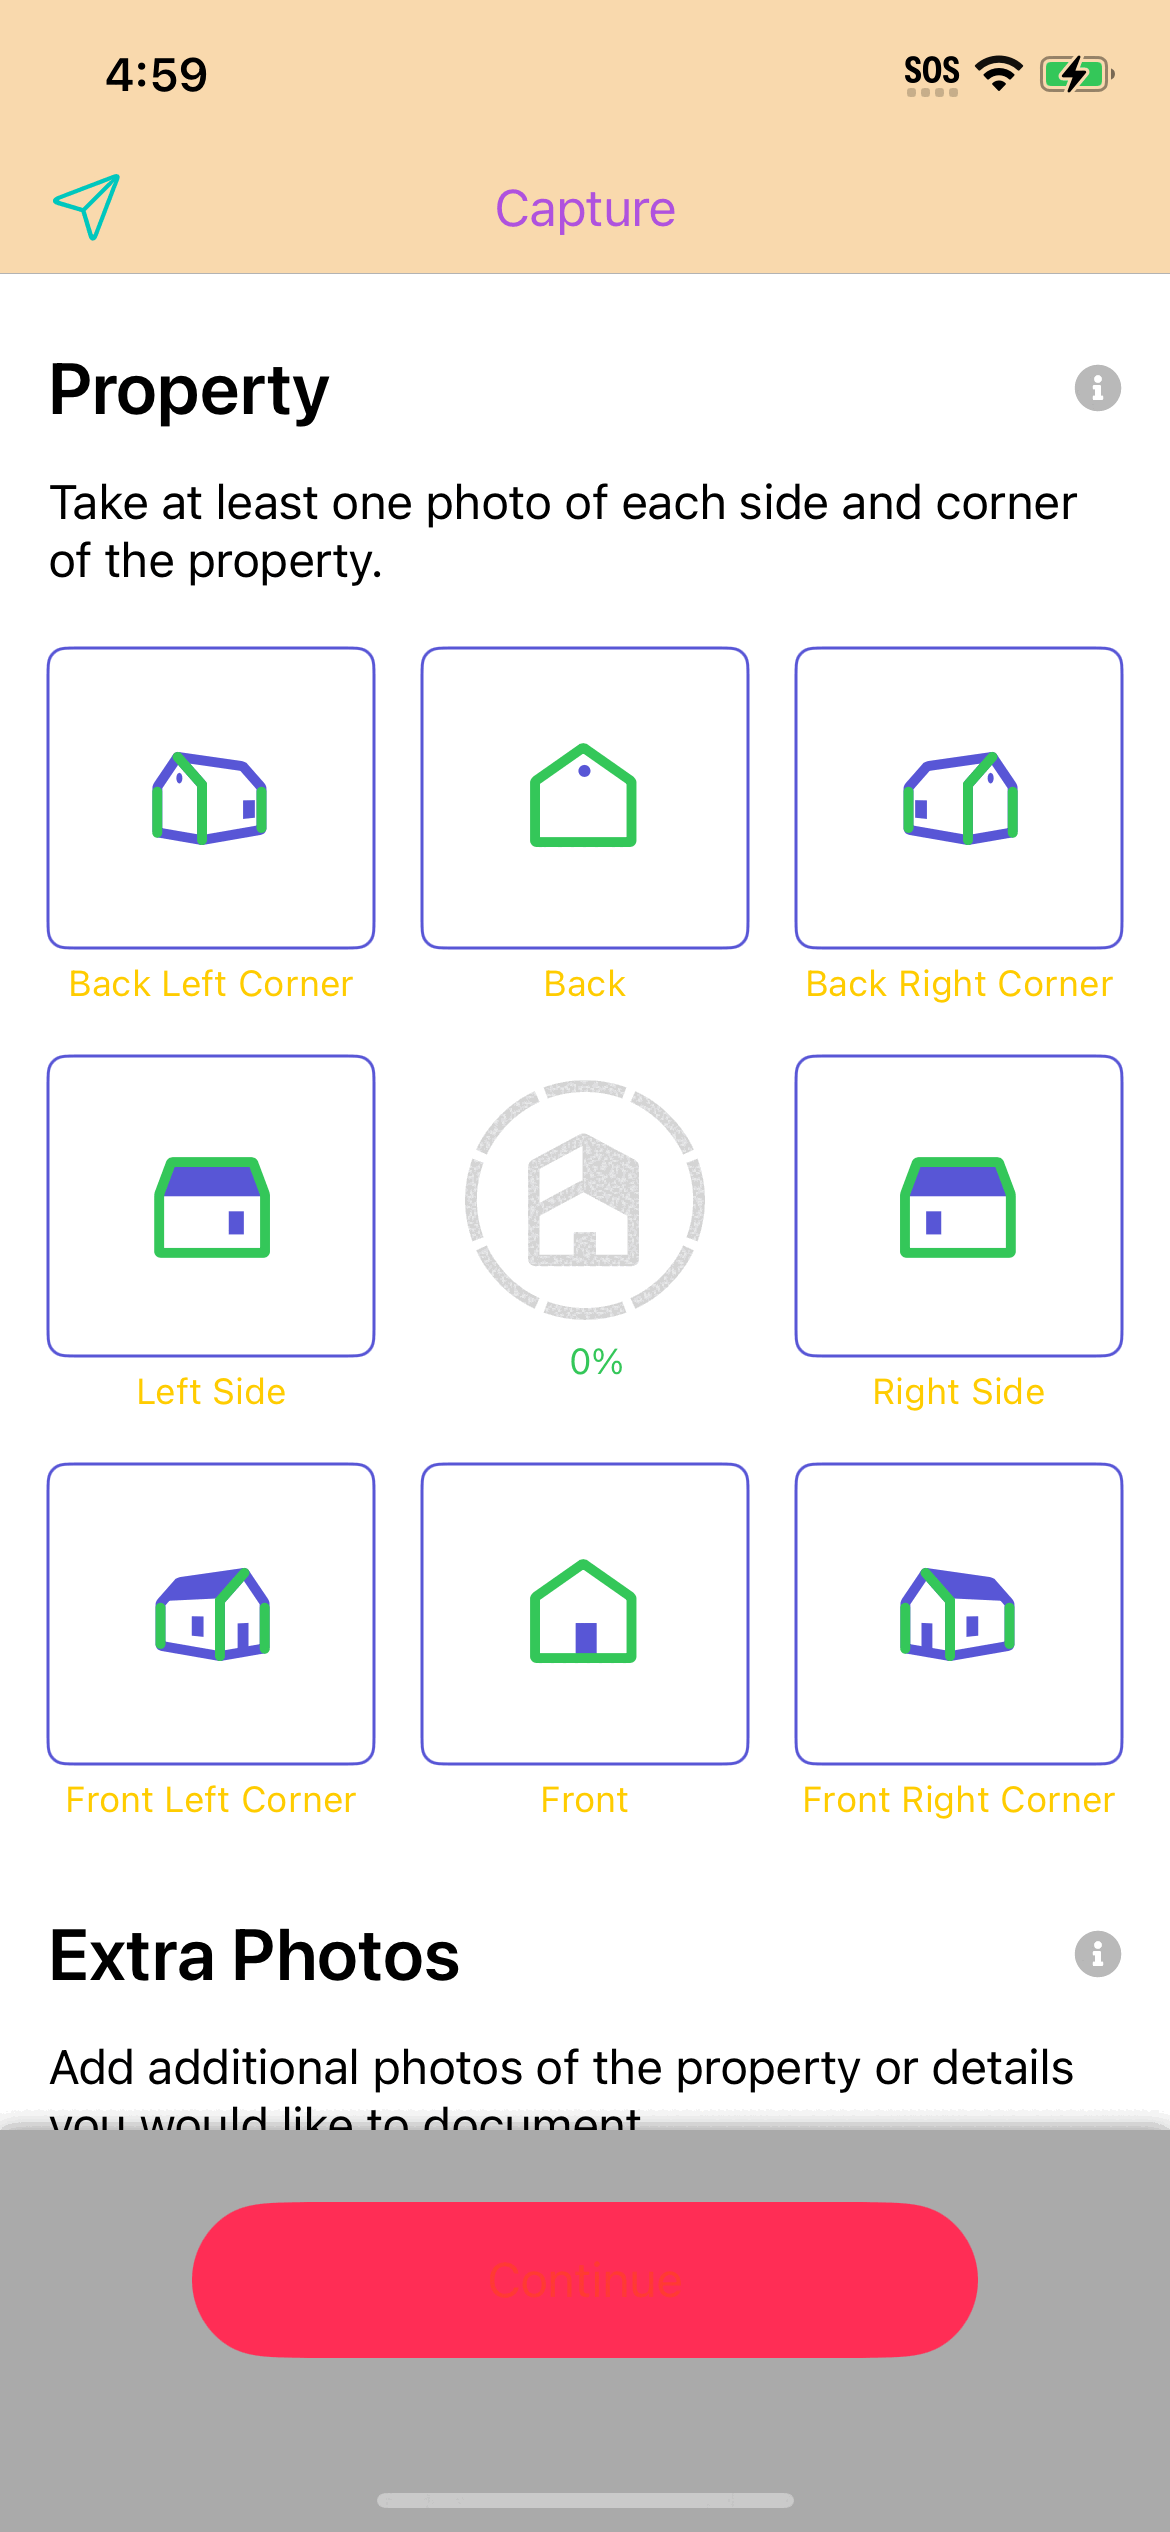 4:59
SOS
Capture
Property
Take at least one photo of each side and corner
of the property.
Back Left Corner
Back
Back Right Corner
0%
Left Side
Right Side
Front Left Corner
Front
Front Right Corner
Extra Photos
Add additional photos of the property or details
you would like to document
Continue